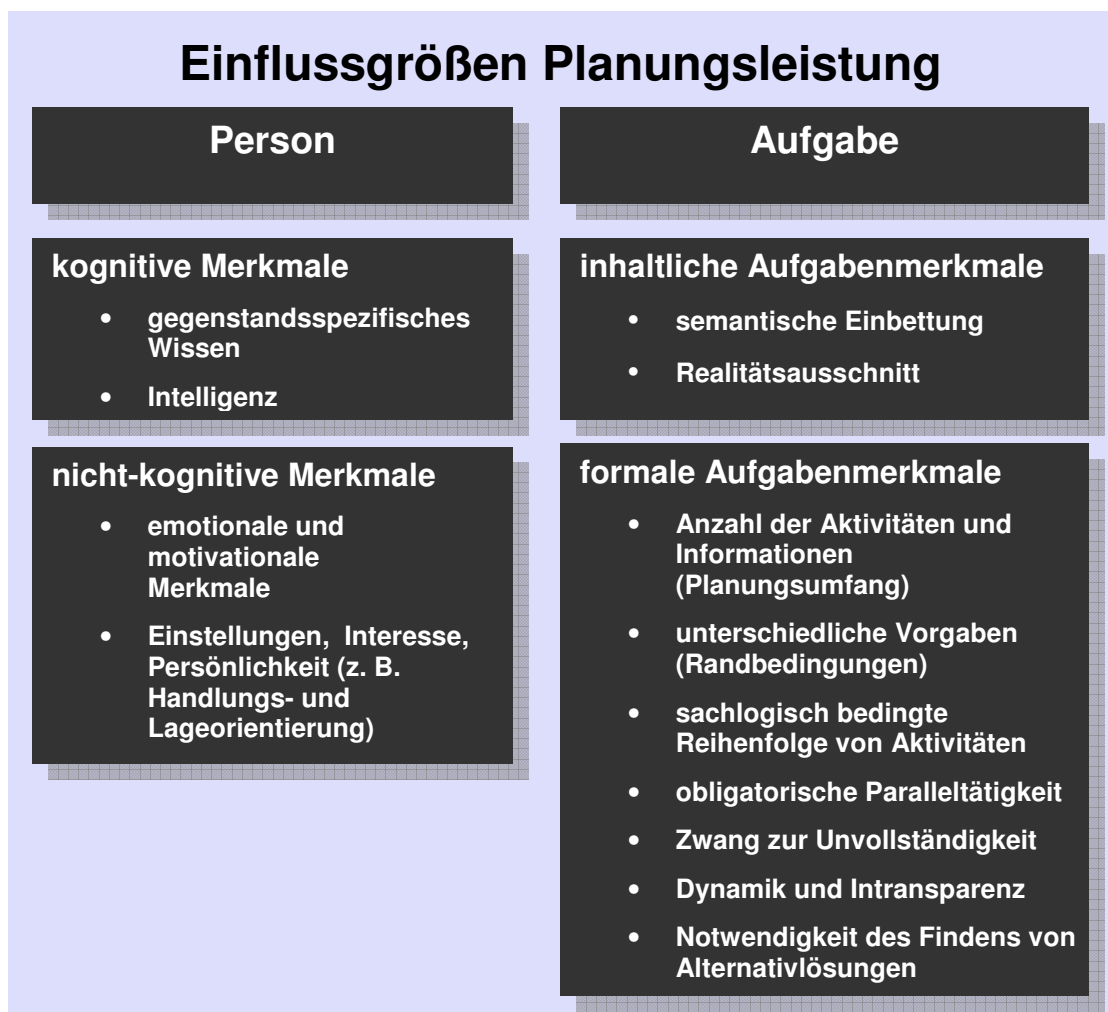 Einflussgrößen Planungsleistung
Person
kognitive Merkmale
• gegenstandsspezifisches
Wissen
• Intelligenz
nicht-kognitive Merkmale
• emotionale und
motivationale
Merkmale
• Einstellungen, Interesse,
Persönlichkeit (z. B.
Handlungs- und
Lageorientierung)
Aufgabe
inhaltliche Aufgabenmerkmale
• semantische Einbettung
• Realitätsausschnitt
formale Aufgabenmerkmale
• Anzahl der Aktivitäten und
Informationen
(Planungsumfang)
• unterschiedliche Vorgaben
(Randbedingungen)
• sachlogisch bedingte
Reihenfolge von Aktivitäten
• obligatorische Paralleltätigkeit
• Zwang zur Unvollständigkeit
• Dynamik und Intransparenz
• Notwendigkeit des Findens von
Alternativlösungen